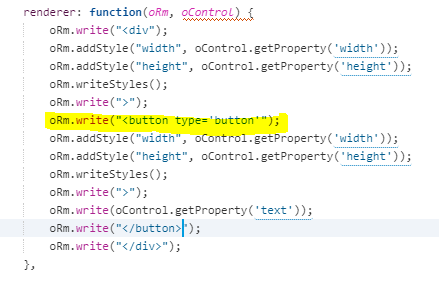 renderer: function(oRm, oControl) {
oRm.write("<div");
oRm.addStyle("width", oControl.getProperty('width'));
oRm.addStyle("height", oControl.getProperty('height'));
oRm.writeStyles();
oRm.write(">");
oRm.write("<button type='button'");
oRm.addStyle("width", oControl.getProperty('width'));
oRm.addStyle("height", oControl.getProperty('height'));
oRm.writeStyles();
oRm.write(">");
oRm.write(oControl.getProperty('text'));
oRm.write("</button>");
oRm.write("</div>");
},